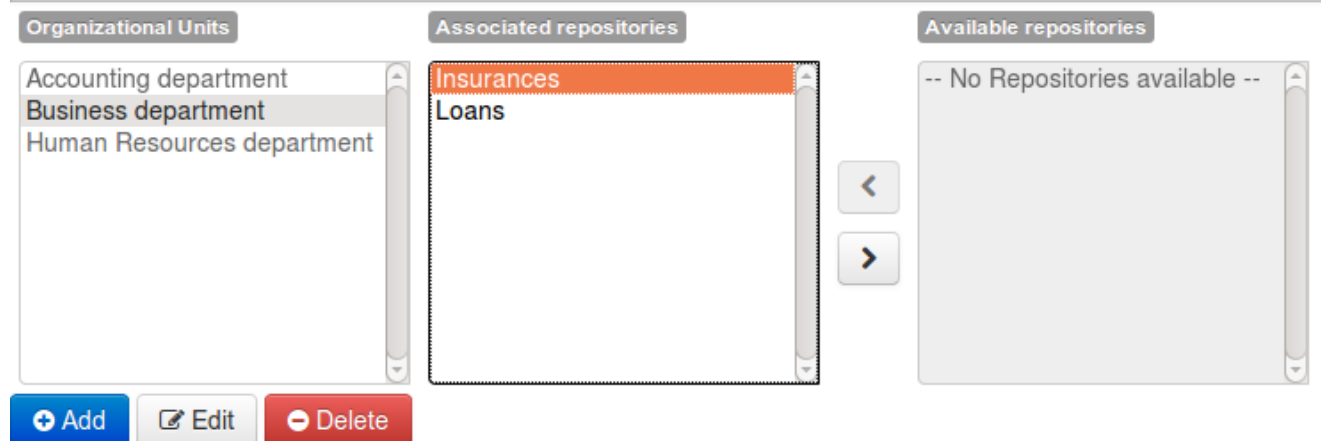 Organizational Units
Associated repositories
Available repositories
Accounting department
Business department
Human Resources department
Insurances
Loans
-- No Repositories available --
Add
Edit
Delete